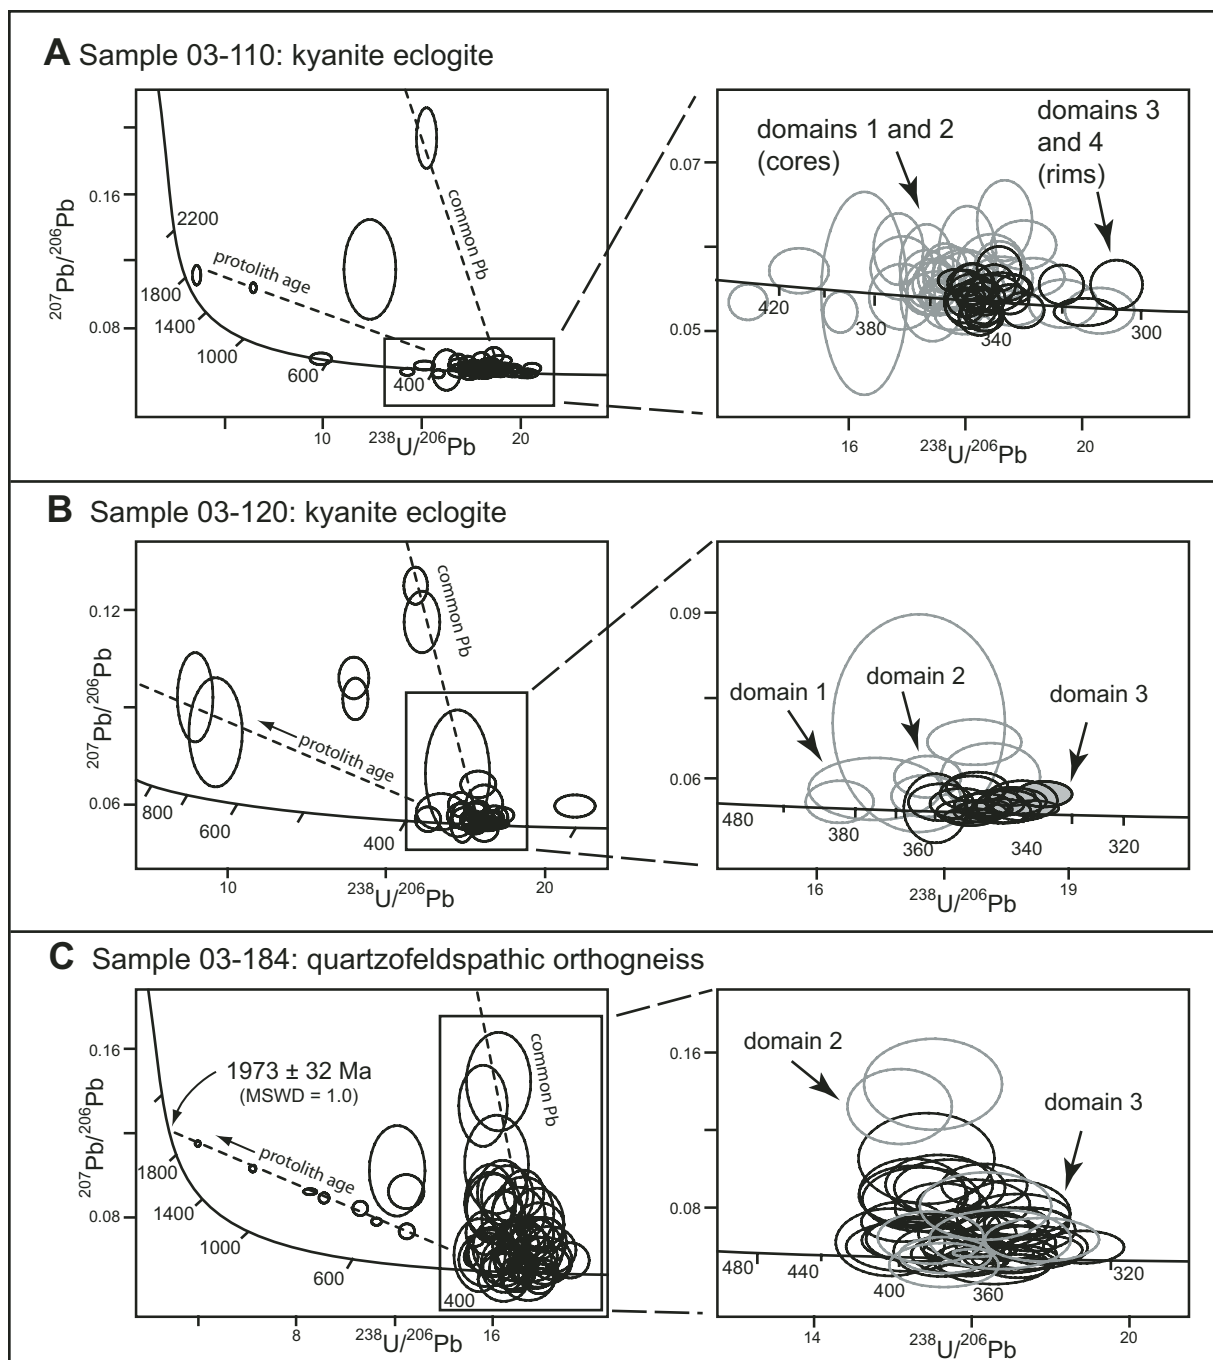 A Sample 03-110: kyanite eclogite
207Pb/206Pb
0.16
0.08
2200
1800
1400
1000
600
400
protolith age
common Pb
10
20
238U/206Pb
domains 1 and 2
(cores)
domains 3
and 4
(rims)
0.07
0.05
420
380
340
300
16
20
238U/206Pb
B Sample 03-120: kyanite eclogite
207Pb/206Pb
0.12
0.06
800
600
400
protolith age
common Pb
10
20
238U/206Pb
domain 1
domain 2
domain 3
0.09
0.06
480
380
360
340
320
16
19
238U/206Pb
C Sample 03-184: quartzofeldspathic orthogneiss
207Pb/206Pb
0.16
0.08
1973 ± 32 Ma
(MSWD = 1.0)
protolith age
common Pb
1800
1400
1000
600
400
8
16
238U/206Pb
domain 2
domain 3
0.16
0.08
480
440
400
360
320
14
20
238U/206Pb